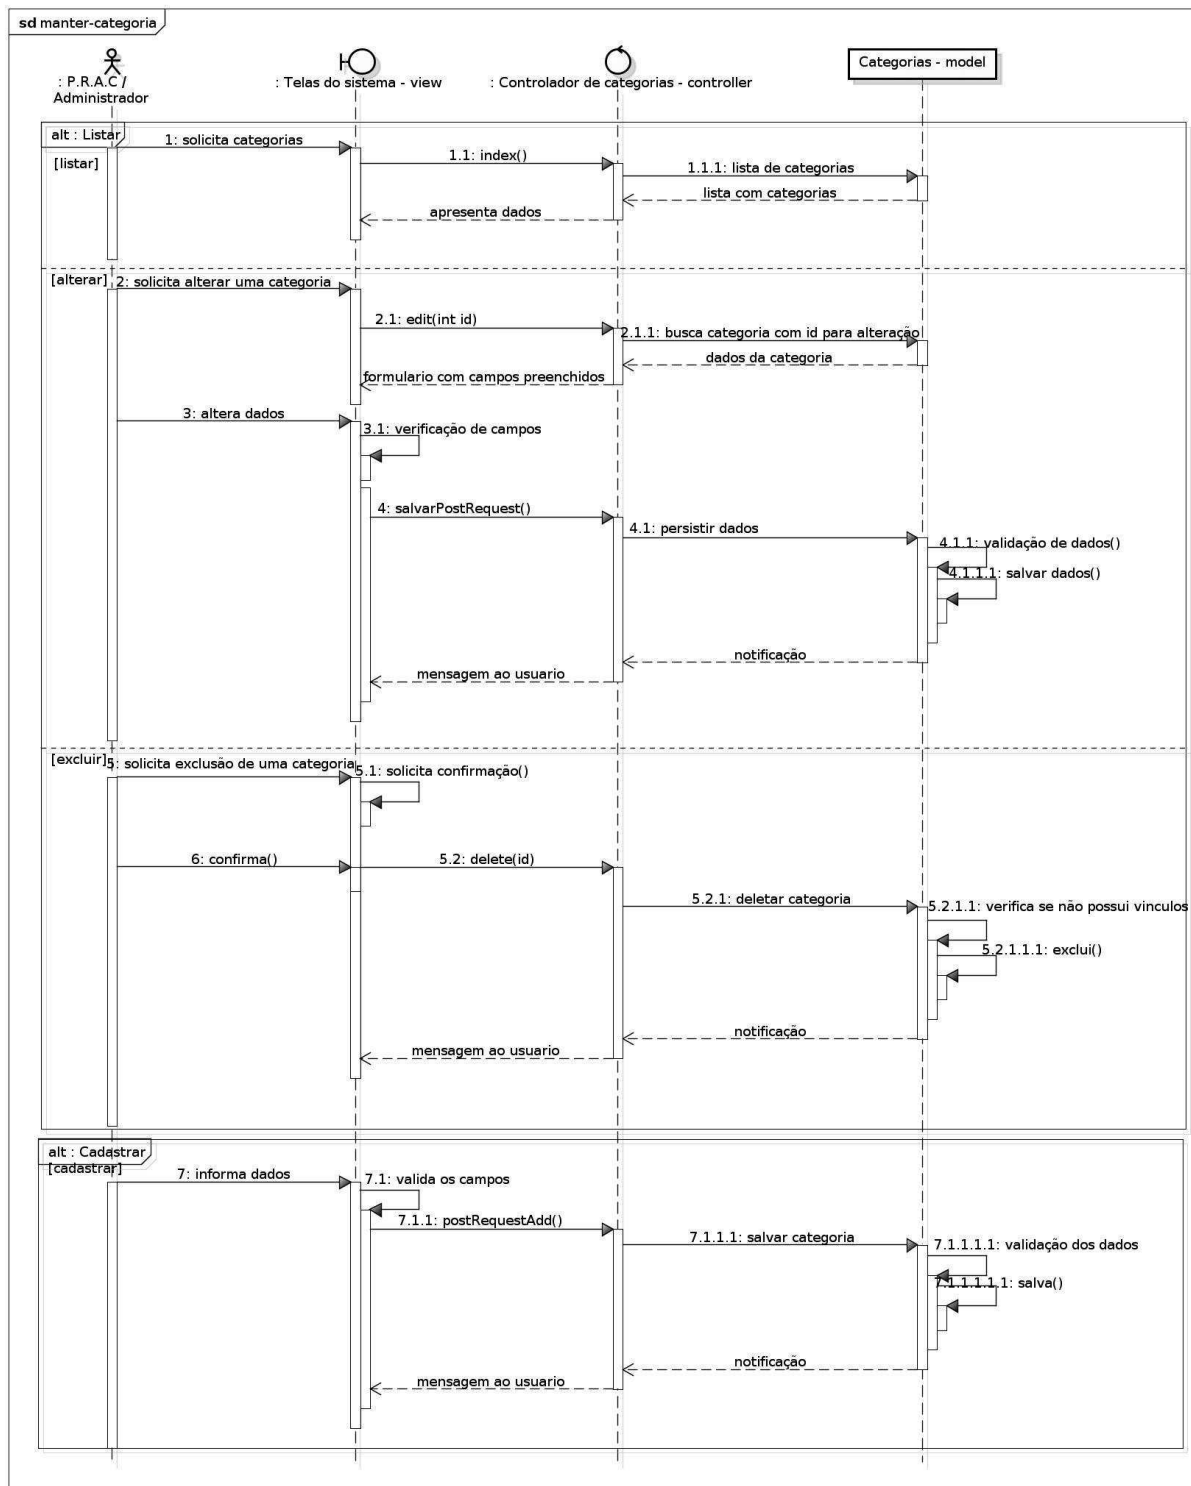 sd manter-categoria
: P.R.A.C /
Administrador
: Telas do sistema - view
: Controlador de categorias - controller
Categorias - model
alt : Listar
[listar]
1: solicita categorias
1.1: index()
1.1.1: lista de categorias
lista com categorias
apresenta dados
[alterar]
2: solicita alterar uma categoria
2.1: edit(int id)
2.1.1: busca categoria com id para alteração
dados da categoria
formulario com campos preenchidos
3: altera dados
3.1: verificação de campos
4: salvarPostRequest()
4.1: persistir dados
4.1.1: validação de dados()
4.1.1.1: salvar dados()
notificação
mensagem ao usuario
[excluir]
5: solicita exclusão de uma categoria
5.1: solicita confirmação()
6: confirma()
5.2: delete(id)
5.2.1: deletar categoria
5.2.1.1: verifica se não possui vinculos
5.2.1.1.1: exclui()
notificação
mensagem ao usuario
alt : Cadastrar
[cadastrar]
7: informa dados
7.1: valida os campos
7.1.1: postRequestAdd()
7.1.1.1: salvar categoria
7.1.1.1.1: validação dos dados
7.1.1.1.1.1: salva()
notificação
mensagem ao usuario